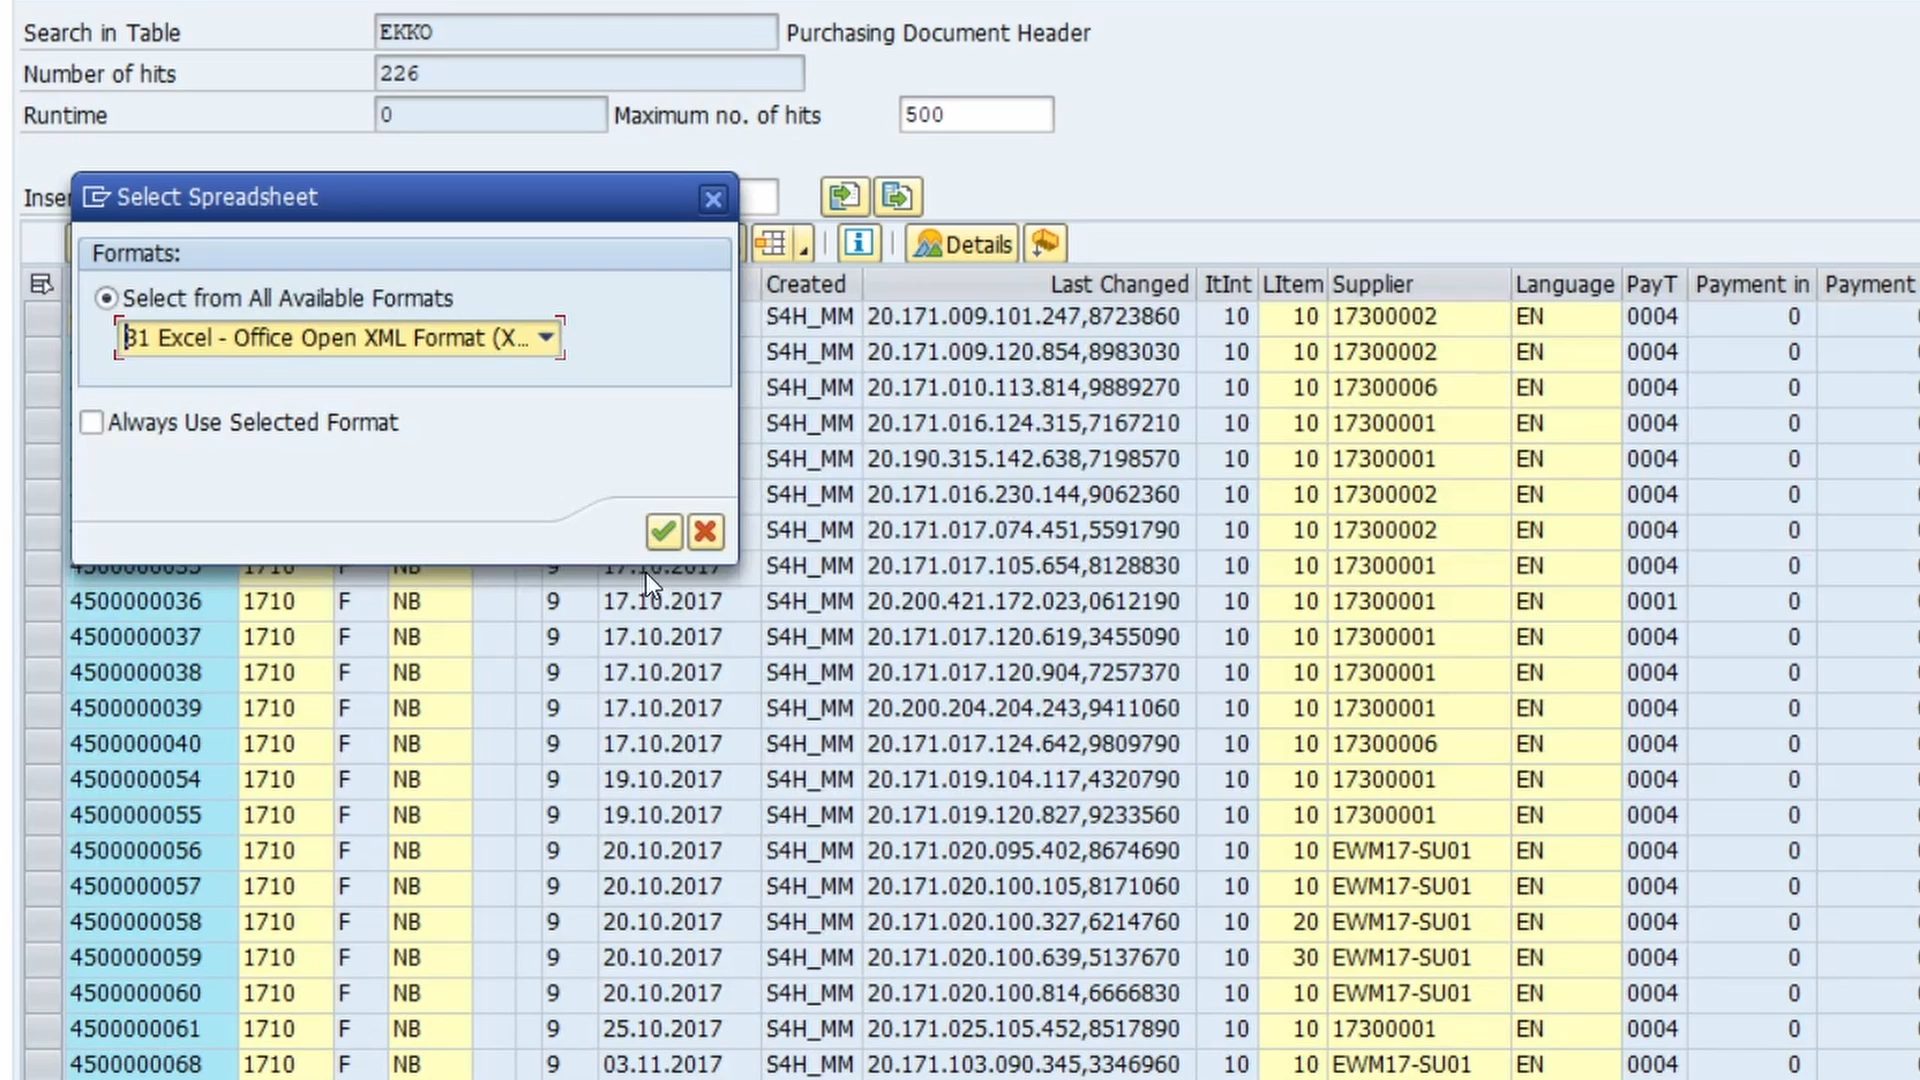 Search in Table EKKO Purchasing Document Header
Number of hits 226
Runtime 0 Maximum no. of hits 500
Select Spreadsheet
Formats:
Select from All Available Formats
31 Excel - Office Open XML Format (X...
Always Use Selected Format
Details
Created Last Changed ItInt LItem Supplier Language PayT Payment in Payment
S4H_MM 20.171.009.101.247,8723860 10 10 17300002 EN 0004 0
S4H_MM 20.171.009.120.854,8983030 10 10 17300002 EN 0004 0
S4H_MM 20.171.010.113.814,9889270 10 10 17300006 EN 0004 0
S4H_MM 20.171.016.124.315,7167210 10 10 17300001 EN 0004 0
S4H_MM 20.190.315.142.638,7198570 10 10 17300001 EN 0004 0
S4H_MM 20.171.016.230.144,9062360 10 10 17300002 EN 0004 0
S4H_MM 20.171.017.074.451,5591790 10 10 17300002 EN 0004 0
4500000035 1710 F NB 9 17.10.2017 S4H_MM 20.171.017.105.654,8128830 10 10 17300001 EN 0004 0
4500000036 1710 F NB 9 17.10.2017 S4H_MM 20.200.421.172.023,0612190 10 10 17300001 EN 0001 0
4500000037 1710 F NB 9 17.10.2017 S4H_MM 20.171.017.120.619,3455090 10 10 17300001 EN 0004 0
4500000038 1710 F NB 9 17.10.2017 S4H_MM 20.171.017.120.904,7257370 10 10 17300001 EN 0004 0
4500000039 1710 F NB 9 17.10.2017 S4H_MM 20.200.204.204.243,9411060 10 10 17300001 EN 0004 0
4500000040 1710 F NB 9 17.10.2017 S4H_MM 20.171.017.124.642,9809790 10 10 17300006 EN 0004 0
4500000054 1710 F NB 9 19.10.2017 S4H_MM 20.171.019.104.117,4320790 10 10 17300001 EN 0004 0
4500000055 1710 F NB 9 19.10.2017 S4H_MM 20.171.019.120.827,9233560 10 10 17300001 EN 0004 0
4500000056 1710 F NB 9 20.10.2017 S4H_MM 20.171.020.095.402,8674690 10 10 EWM17-SU01 EN 0004 0
4500000057 1710 F NB 9 20.10.2017 S4H_MM 20.171.020.100.105,8171060 10 10 EWM17-SU01 EN 0004 0
4500000058 1710 F NB 9 20.10.2017 S4H_MM 20.171.020.100.327,6214760 10 20 EWM17-SU01 EN 0004 0
4500000059 1710 F NB 9 20.10.2017 S4H_MM 20.171.020.100.639,5137670 10 30 EWM17-SU01 EN 0004 0
4500000060 1710 F NB 9 20.10.2017 S4H_MM 20.171.020.100.814,6666830 10 10 EWM17-SU01 EN 0004 0
4500000061 1710 F NB 9 25.10.2017 S4H_MM 20.171.025.105.452,8517890 10 10 17300001 EN 0004 0
4500000068 1710 F NB 9 03.11.2017 S4H_MM 20.171.103.090.345,3346960 10 10 EWM17-SU01 EN 0004 0